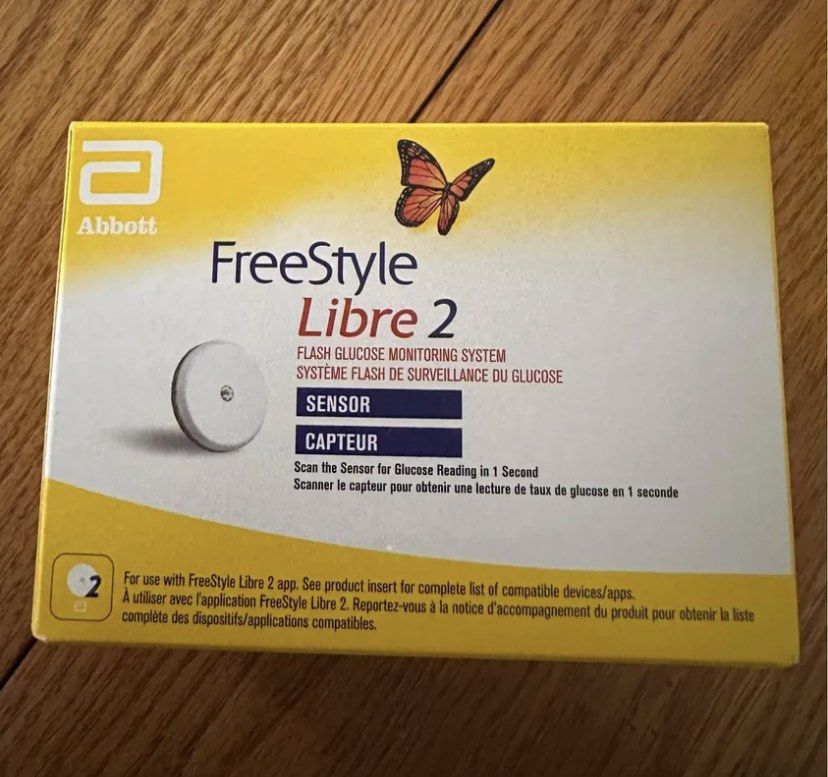 Abbott
FreeStyle
Libre 2
FLASH GLUCOSE MONITORING SYSTEM
SYSTÈME FLASH DE SURVEILLANCE DU GLUCOSE
SENSOR
CAPTEUR
Scan the Sensor for Glucose Reading in 1 Second
Scanner le capteur pour obtenir une lecture de taux de glucose en 1 seconde
2
For use with FreeStyle Libre 2 app. See product insert for complete list of compatible devices/apps.
À utiliser avec l'application FreeStyle Libre 2. Reportez-vous à la notice d'accompagnement du produit pour obtenir la liste
complète des dispositifs/applications compatibles.